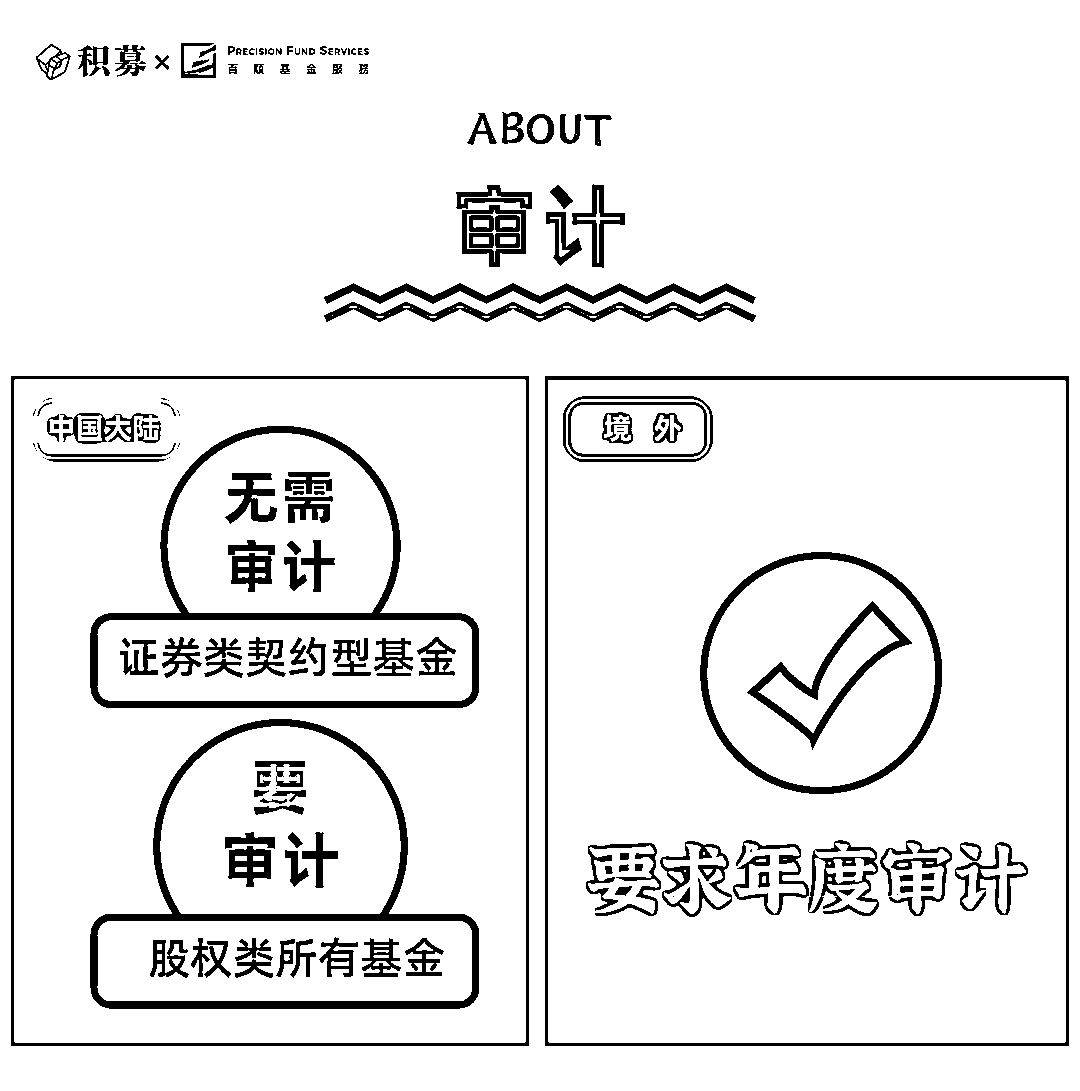 积募 × PRECISION FUND SERVICES
百顺基金服務
ABOUT
审计
中国大陆
无需
审计
证券类契约型基金
要
审计
股权类所有基金
境外
要求年度审计